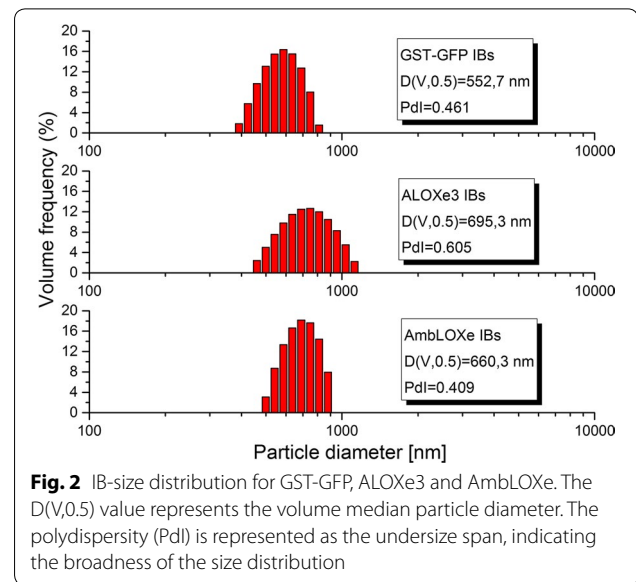 20
16
12
8
4
0
GST-GFP IBs
D(V,0.5)=552,7 nm
PdI=0.461
100
1000
10000
Volume frequency (%)
20
16
12
8
4
0
ALOXe3 IBs
D(V,0.5)=695,3 nm
PdI=0.605
100
1000
10000
20
16
12
8
4
0
AmbLOXe IBs
D(V,0.5)=660,3 nm
PdI=0.409
100
1000
10000
Particle diameter [nm]
Fig. 2 IB-size distribution for GST-GFP, ALOXe3 and AmbLOXe. The
D(V,0.5) value represents the volume median particle diameter. The
polydispersity (PdI) is represented as the undersize span, indicating
the broadness of the size distribution